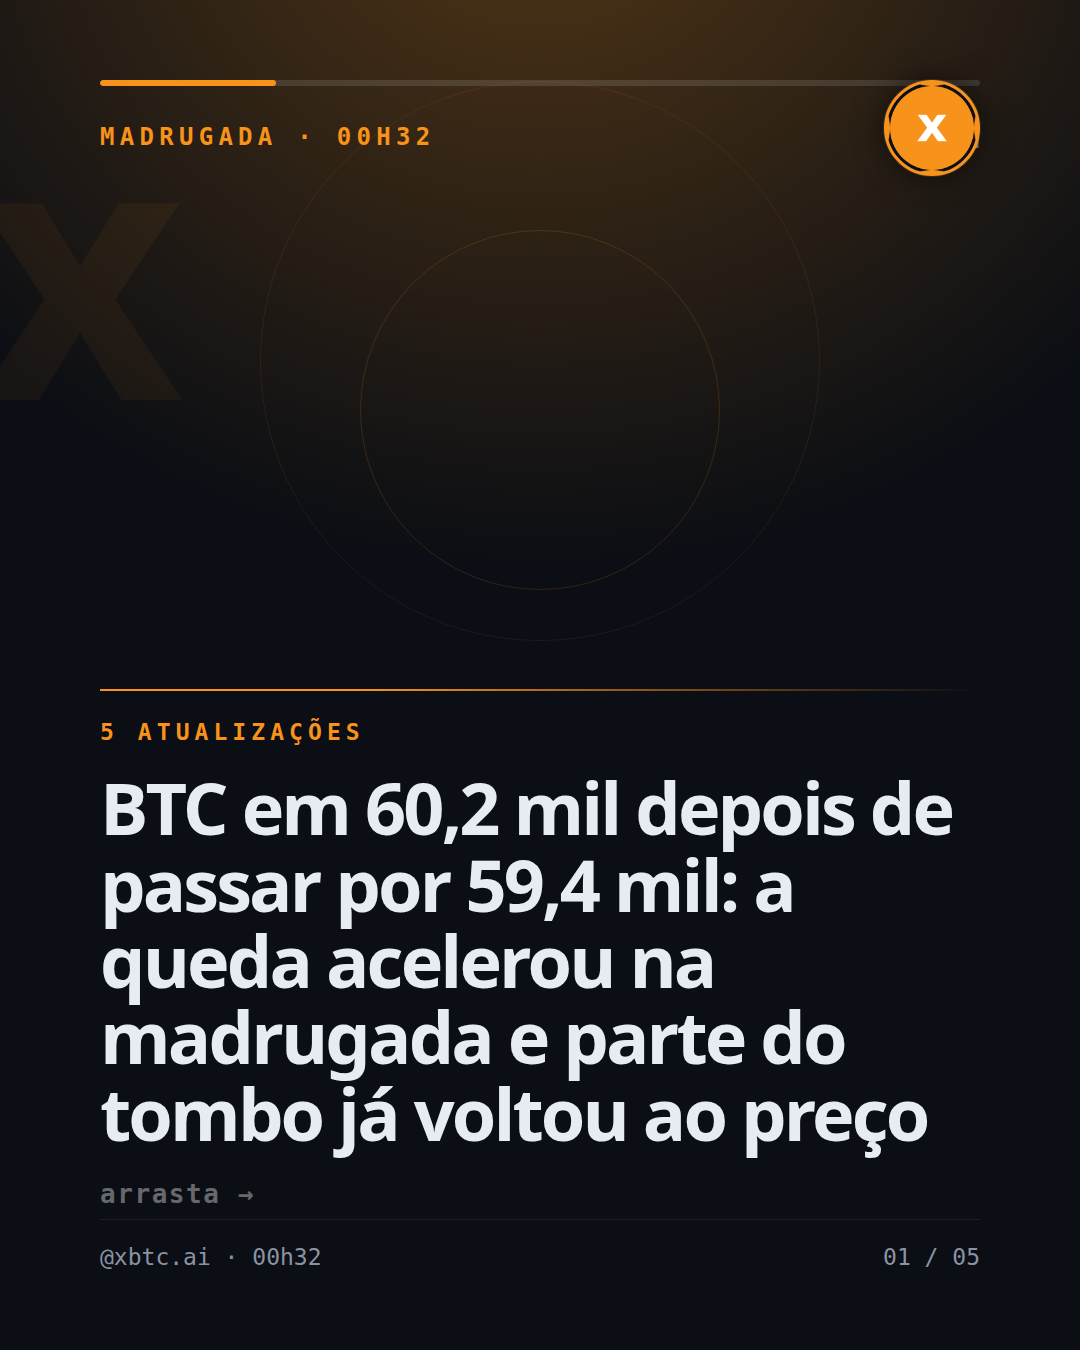 MADRUGADA · 00H32
x
x
5 ATUALIZAÇÕES
BTC em 60,2 mil depois de
passar por 59,4 mil: a
queda acelerou na
madrugada e parte do
tombo já voltou ao preço
arrasta →
@xbtc.ai · 00h32
01 / 05